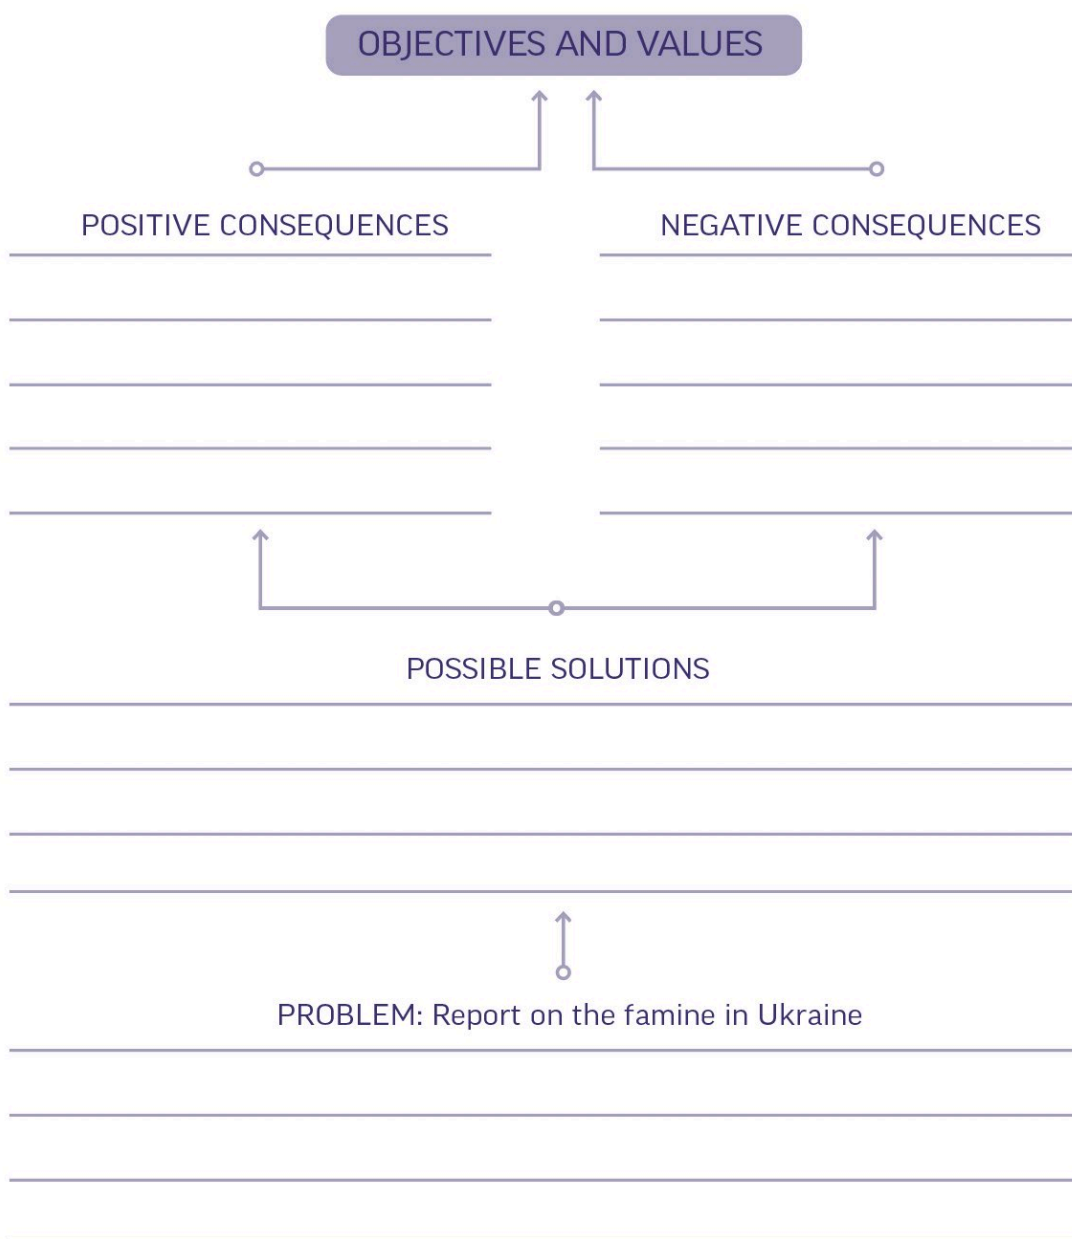 OBJECTIVES AND VALUES
POSITIVE CONSEQUENCES
NEGATIVE CONSEQUENCES
POSSIBLE SOLUTIONS
PROBLEM: Report on the famine in Ukraine